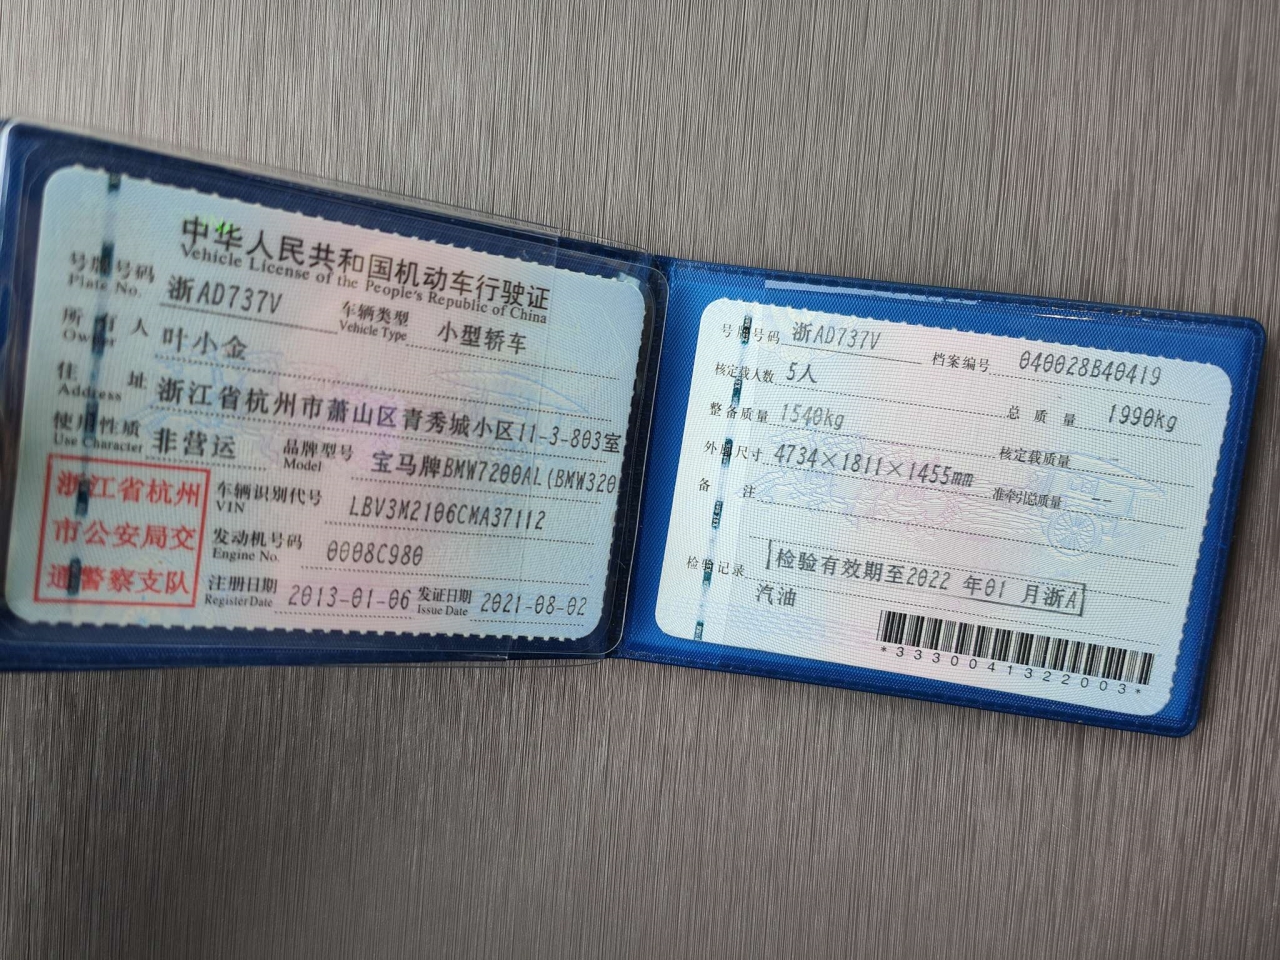 中华人民共和国机动车行驶证
Vehicle License of the People's Republic of China
号牌号码 浙AD737V 车辆类型 小型轿车
Plate No. Vehicle Type
所有人 叶小金
Owner
住址 浙江省杭州市萧山区青秀城小区11-3-803室
Address
使用性质 非营运 品牌型号 宝马牌BMW7200AL(BMW320
Use Character Model
浙江省杭州
市公安局交
通警察支队
车辆识别代号 LBV3M2106CMA37112
VIN
发动机号码 0008C980
Engine No.
注册日期 2013-01-06 发证日期 2021-08-02
Register Date Issue Date
号牌号码 浙AD737V 档案编号 040028B40419
核定载人数 5人 总质量 1990kg
整备质量 1540kg 核定载质量 --
外廓尺寸 4734×1811×1455mm 准牵引总质量 --
备注
检验记录 检验有效期至2022年01月浙A
汽油
*3330041322003*